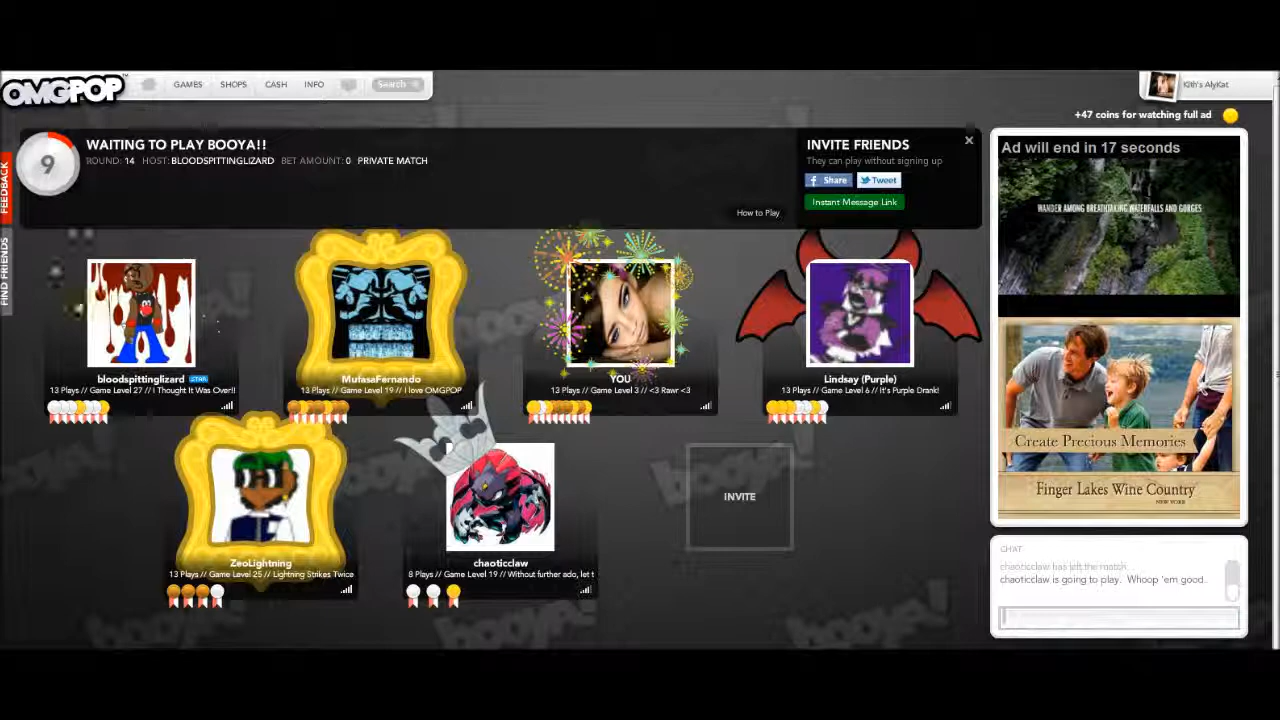 OMGPOP
GAMES SHOPS CASH INFO Search
Kith's AlyKat
+47 coins for watching full ad
FEEDBACK
FIND FRIENDS
9
WAITING TO PLAY BOOYA!!
ROUND: 14 HOST: BLOODSPITTINGLIZARD BET AMOUNT: 0 PRIVATE MATCH
How to Play
INVITE FRIENDS
They can play without signing up
Share Tweet
Instant Message Link
bloodspittinglizard STAR
13 Plays // Game Level 27 // I Thought It Was Over!!
MufasaFernando
13 Plays // Game Level 19 // I love OMGPOP
YOU
13 Plays // Game Level 3 // <3 Rawr <3
Lindsay (Purple)
13 Plays // Game Level 6 // It's Purple Drank!
ZeoLightning
13 Plays // Game Level 25 // Lightning Strikes Twice
chaoticclaw
8 Plays // Game Level 19 // Without further ado, let t
INVITE
booya!
Ad will end in 17 seconds
WANDER AMONG BREATHTAKING WATERFALLS AND GORGES
Create Precious Memories
Finger Lakes Wine Country
NEW YORK
CHAT
chaoticclaw has left the match
chaoticclaw is going to play. Whoop 'em good.